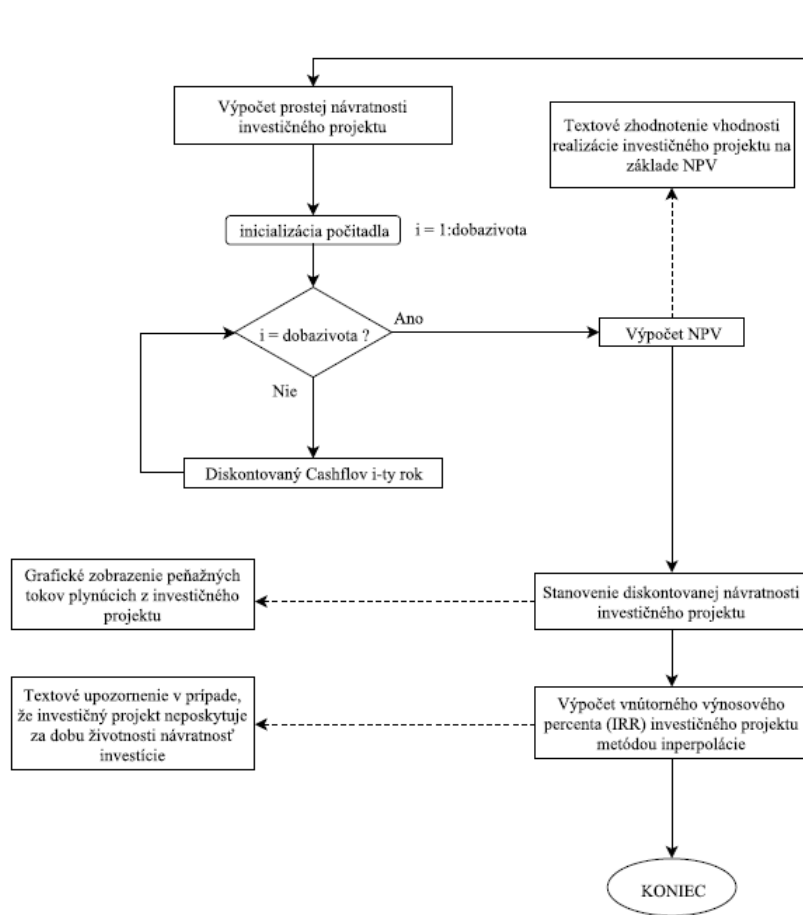 Výpočet prostej návratnosti
investičného projektu
Textové zhodnotenie vhodnosti
realizácie investičného projektu na
základe NPV
inicializácia počitadla
i = 1:dobazivota
i = dobazivota ?
Ano
Výpočet NPV
Nie
Diskontovaný Cashflov i-ty rok
Grafické zobrazenie peňažných
tokov plynúcich z investičného
projektu
Stanovenie diskontovanej návratnosti
investičného projektu
Textové upozornenie v prípade,
že investičný projekt neposkytuje
za dobu životnosti návratnosť
investície
Výpočet vnútorného výnosového
percenta (IRR) investičného projektu
metódou inperpolácie
KONIEC